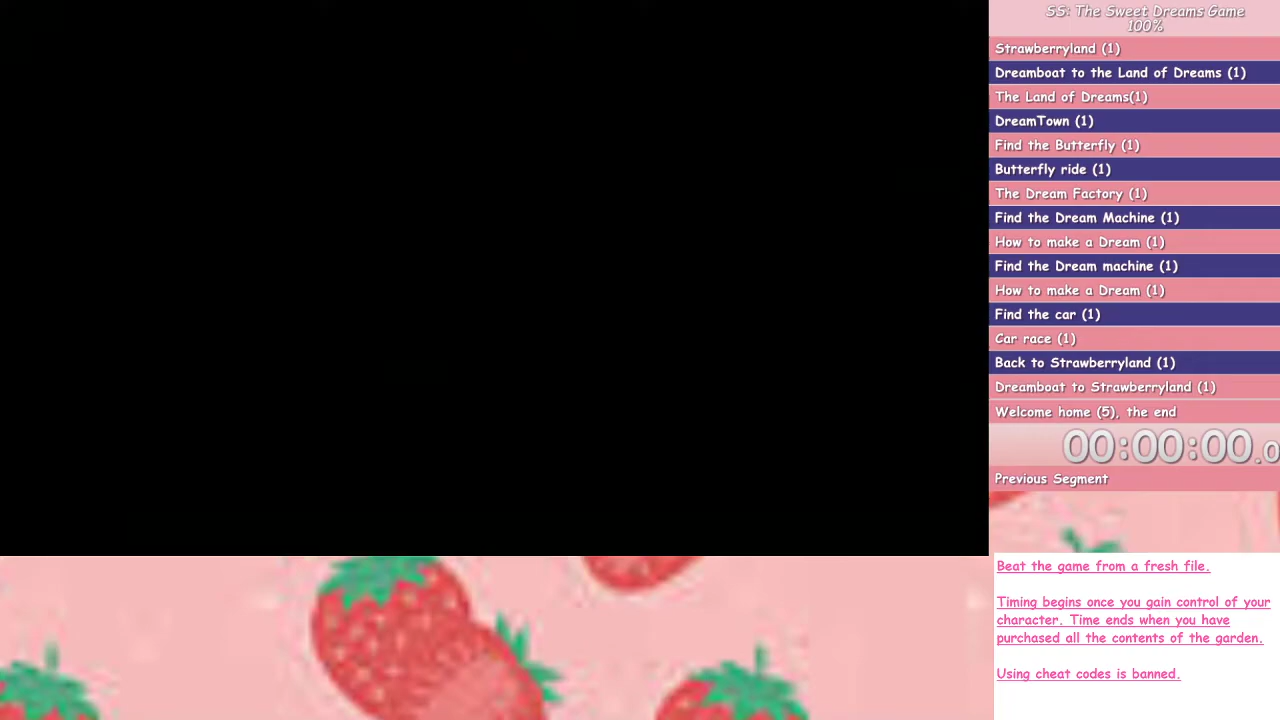 SS: The Sweet Dreams Game
100%
Strawberryland (1)
Dreamboat to the Land of Dreams (1)
The Land of Dreams(1)
DreamTown (1)
Find the Butterfly (1)
Butterfly ride (1)
The Dream Factory (1)
Find the Dream Machine (1)
How to make a Dream (1)
Find the Dream machine (1)
How to make a Dream (1)
Find the car (1)
Car race (1)
Back to Strawberryland (1)
Dreamboat to Strawberryland (1)
Welcome home (5), the end
00:00:00.0
Previous Segment
Beat the game from a fresh file.
Timing begins once you gain control of your
character. Time ends when you have
purchased all the contents of the garden.
Using cheat codes is banned.